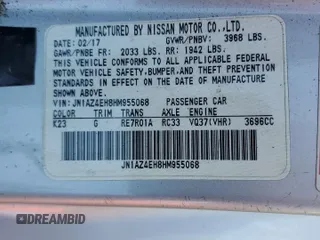 MANUFACTURED BY NISSAN MOTOR CO.,LTD.
DATE: 02/17 GVWR/PNBV: 3968 LBS.
GAWR/PNBE FR: 2033 LBS. RR: 1942 LBS.
THIS VEHICLE CONFORMS TO ALL APPLICABLE
FEDERAL MOTOR VEHICLE SAFETY, BUMPER, AND
THEFT PREVENTION STANDARDS IN
EFFECT ON THE DATE OF MANUFACTURE
SHOWN ABOVE.
VIN: JN1AZ4EH8HM955068 PASSENGER CAR
COLOR TRIM TRANS AXLE ENGINE
K23 G RE7R01A RC33 VQ37(VHR) 3696CC
JN1AZ4EH8HM955068
DREAMBID